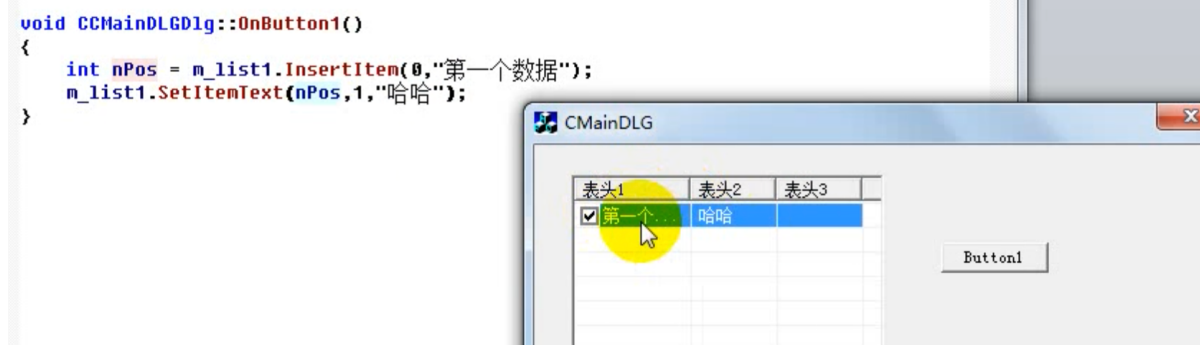 void CCMainDLGDlg::OnButton1()
{
int nPos = m_list1.InsertItem(0,"第一个数据");
m_list1.SetItemText(nPos,1,"哈哈");
}
CMainDLG
表头1 表头2 表头3
第一个... 哈哈
Button1